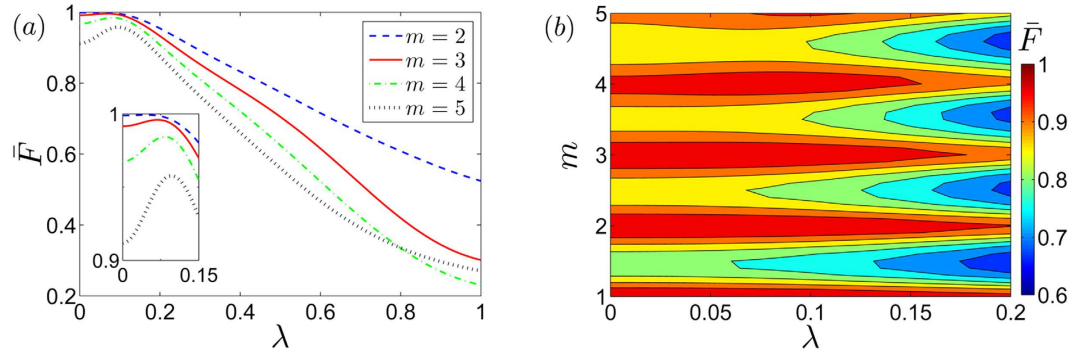 (a)
1
0.8
0.6
0.4
0.2
F̄
m = 2
m = 3
m = 4
m = 5
1
0.9
0 0.15
0 0.2 0.4 0.6 0.8 1
λ
(b)
5
4
3
2
1
m
0 0.05 0.1 0.15 0.2
λ
F̄
1
0.9
0.8
0.7
0.6